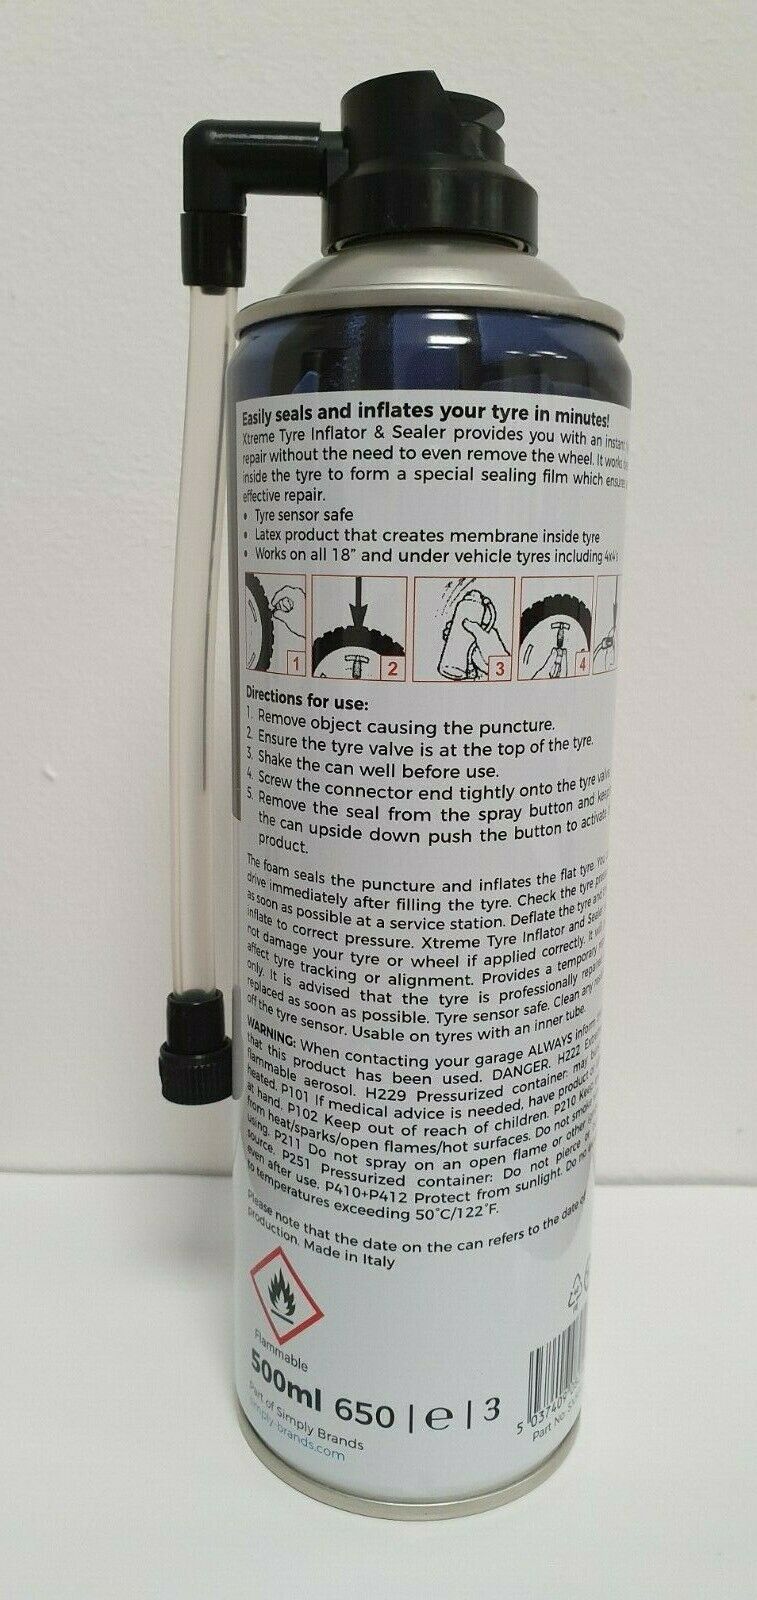 Easily seals and inflates your tyre in minutes!
Xtreme Tyre Inflator & Sealer provides you with an instant
repair without the need to even remove the wheel. It works
inside the tyre to form a special sealing film which ensures
effective repair.
• Tyre sensor safe
• Latex product that creates membrane inside tyre
• Works on all 18" and under vehicle tyres including 4x4's
1 2 3 4
Directions for use:
1. Remove object causing the puncture.
2. Ensure the tyre valve is at the top of the tyre.
3. Shake the can well before use.
4. Screw the connector end tightly onto the tyre valve
5. Remove the seal from the spray button and keep
the can upside down push the button to activate
product.
The foam seals the puncture and inflates the flat tyre. You
drive immediately after filling the tyre. Check the tyre
as soon as possible at a service station. Deflate the tyre and
inflate to correct pressure. Xtreme Tyre Inflator and
not damage your tyre or wheel if applied correctly. It
affect tyre tracking or alignment. Provides a temporary
only. It is advised that the tyre is professionally
replaced as soon as possible. Tyre sensor safe. Clean any
off the tyre sensor. Usable on tyres with an inner tube.
WARNING: When contacting your garage ALWAYS inform
that this product has been used. DANGER. H222
flammable aerosol. H229 Pressurized container: may
heated. P101 If medical advice is needed, have product
at hand. P102 Keep out of reach of children. P210 Keep
from heat/sparks/open flames/hot surfaces. Do not smoke
using. P211 Do not spray on an open flame or other
source. P251 Pressurized container: Do not pierce or
even after use. P410+P412 Protect from sunlight. Do no
to temperatures exceeding 50°C/122°F.
Please note that the date on the can refers to the date of
production. Made in Italy
Flammable
500ml 650 | e | 3
Part of Simply Brands
simply-brands.com
5 037409
Part No.